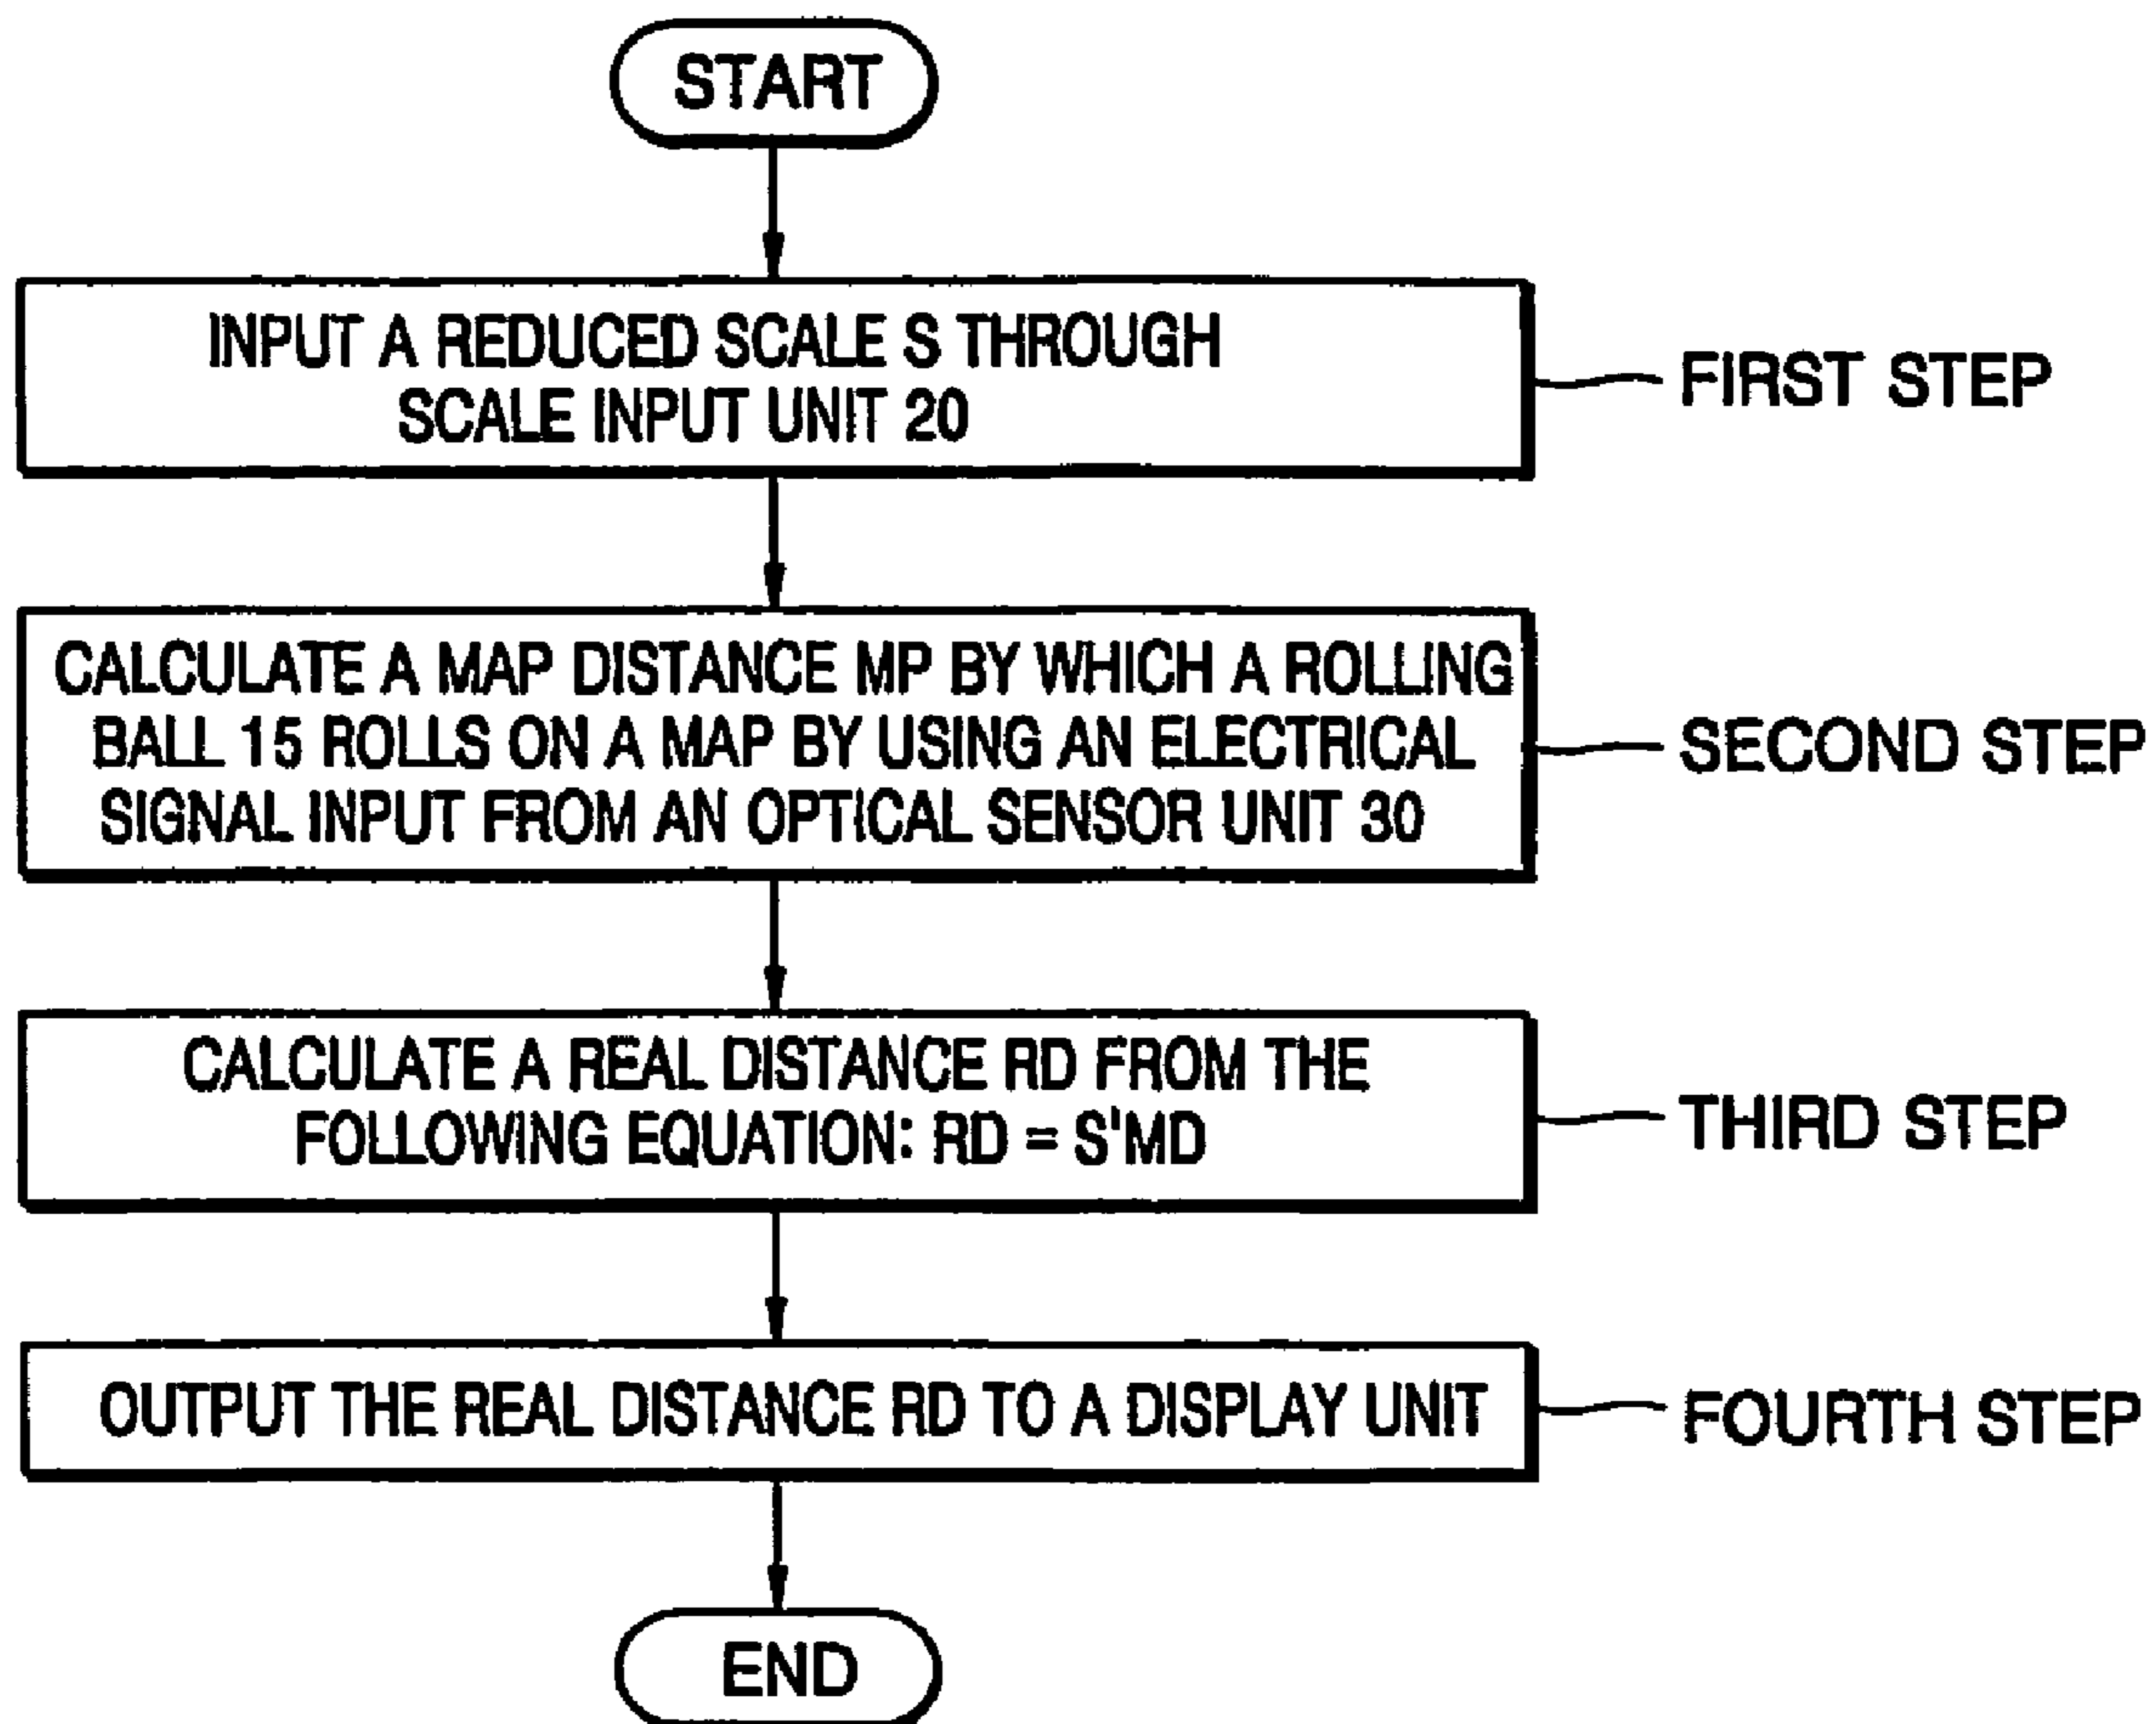 START
INPUT A REDUCED SCALE S THROUGH
SCALE INPUT UNIT 20
FIRST STEP
CALCULATE A MAP DISTANCE MP BY WHICH A ROLLING
BALL 15 ROLLS ON A MAP BY USING AN ELECTRICAL
SIGNAL INPUT FROM AN OPTICAL SENSOR UNIT 30
SECOND STEP
CALCULATE A REAL DISTANCE RD FROM THE
FOLLOWING EQUATION: RD = S'MD
THIRD STEP
OUTPUT THE REAL DISTANCE RD TO A DISPLAY UNIT
FOURTH STEP
END